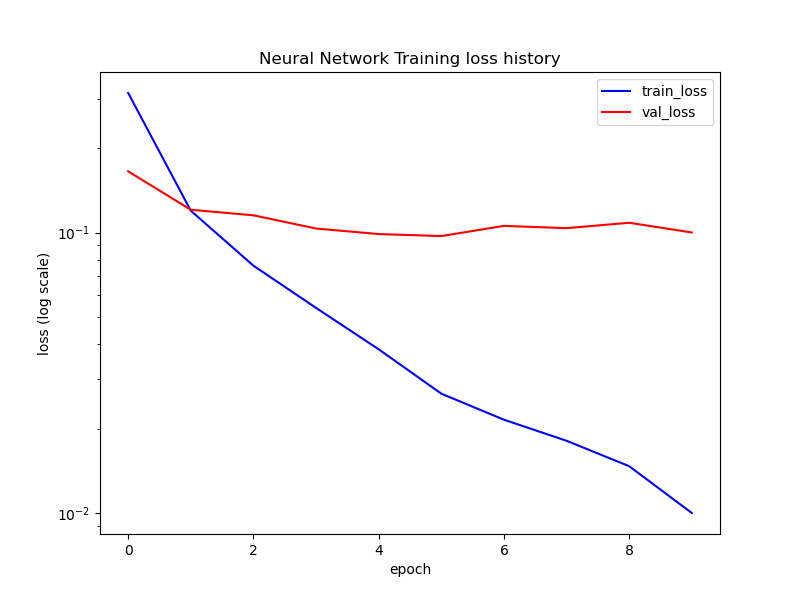 Neural Network Training loss history
train_loss
val_loss
loss (log scale)
10⁻¹
10⁻²
0 2 4 6 8
epoch